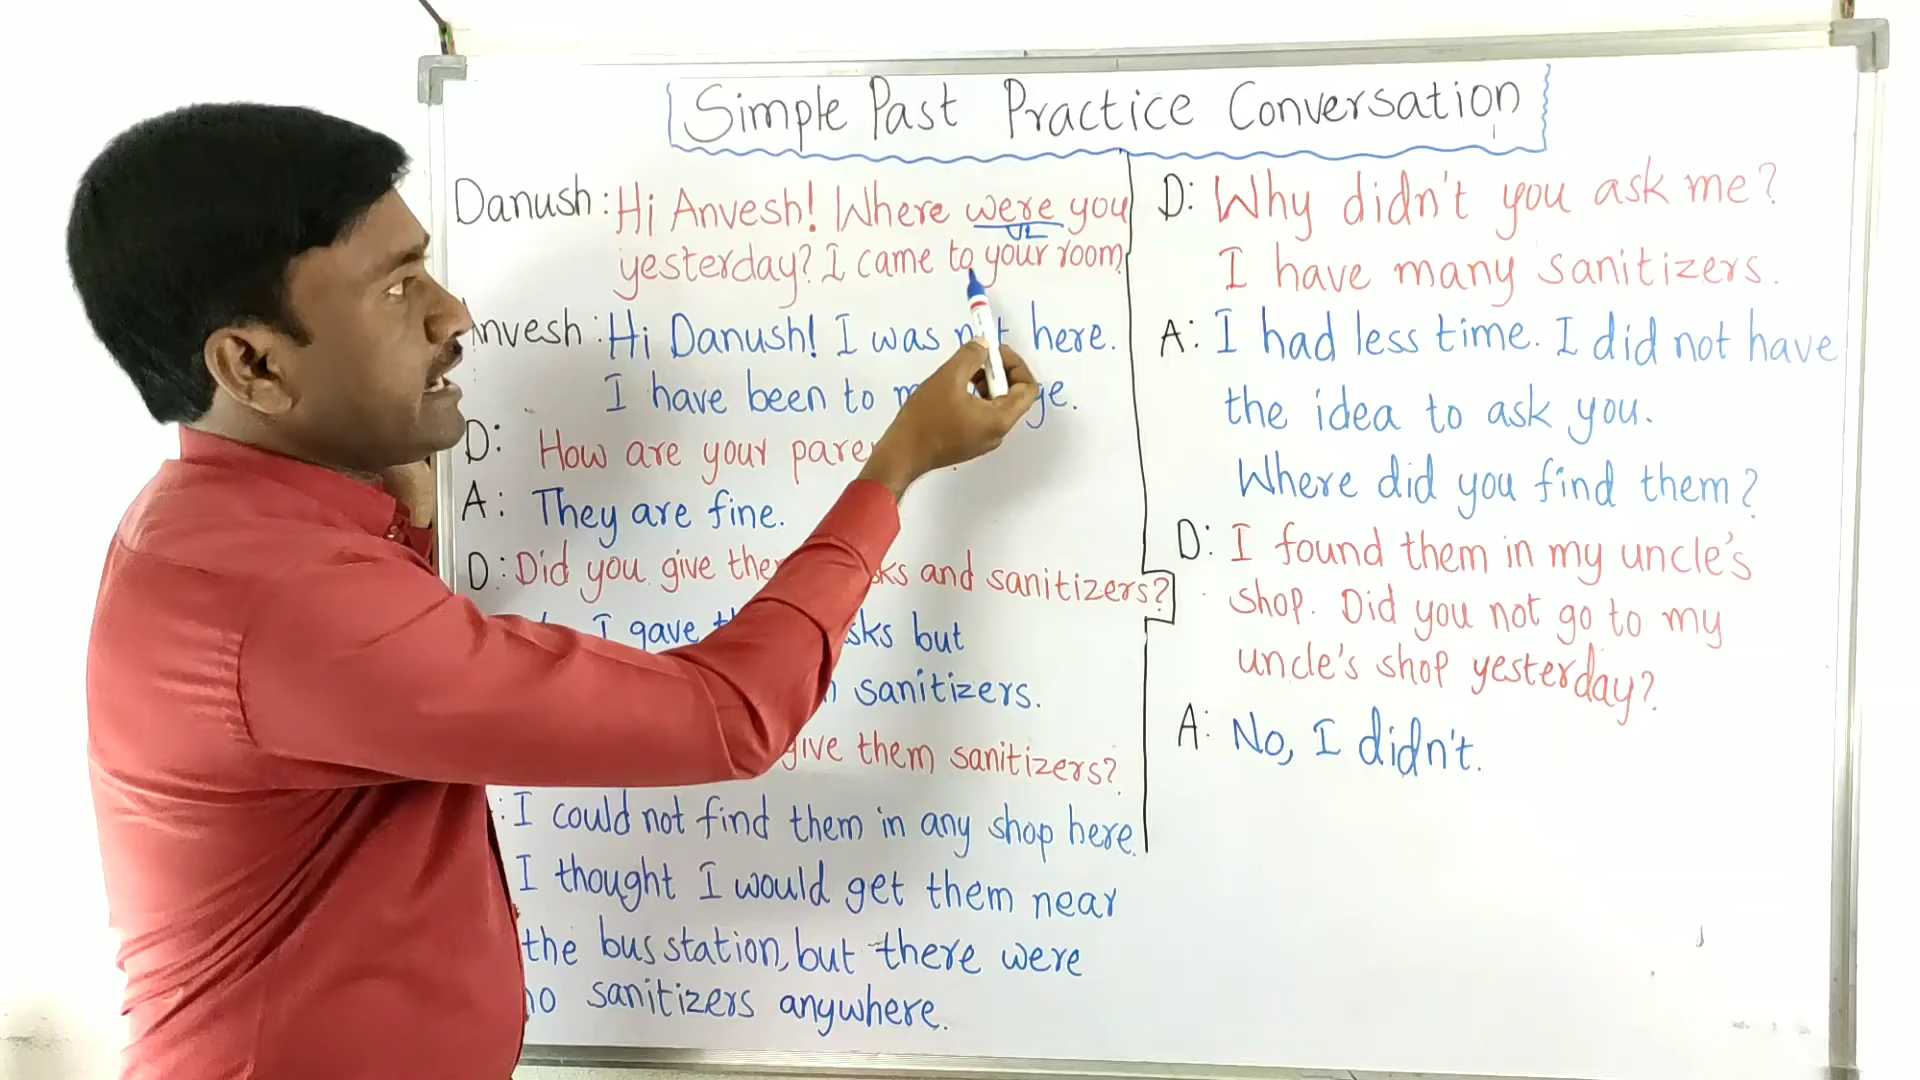 Simple Past Practice Conversation
Danush: Hi Anvesh! Where were you
yesterday? I came to your room.
Anvesh: Hi Danush! I was not here.
I have been to
D: How are your
A: They are fine.
D: Did you give and sanitizers?
I gave but
sanitizers.
give them sanitizers?
: I could not find them in any shop here.
I thought I would get them near
the bus station, but there were
no sanitizers anywhere.
D: Why didn't you ask me?
I have many sanitizers.
A: I had less time. I did not have
the idea to ask you.
Where did you find them?
D: I found them in my uncle's
shop. Did you not go to my
uncle's shop yesterday?
A: No, I didn't.